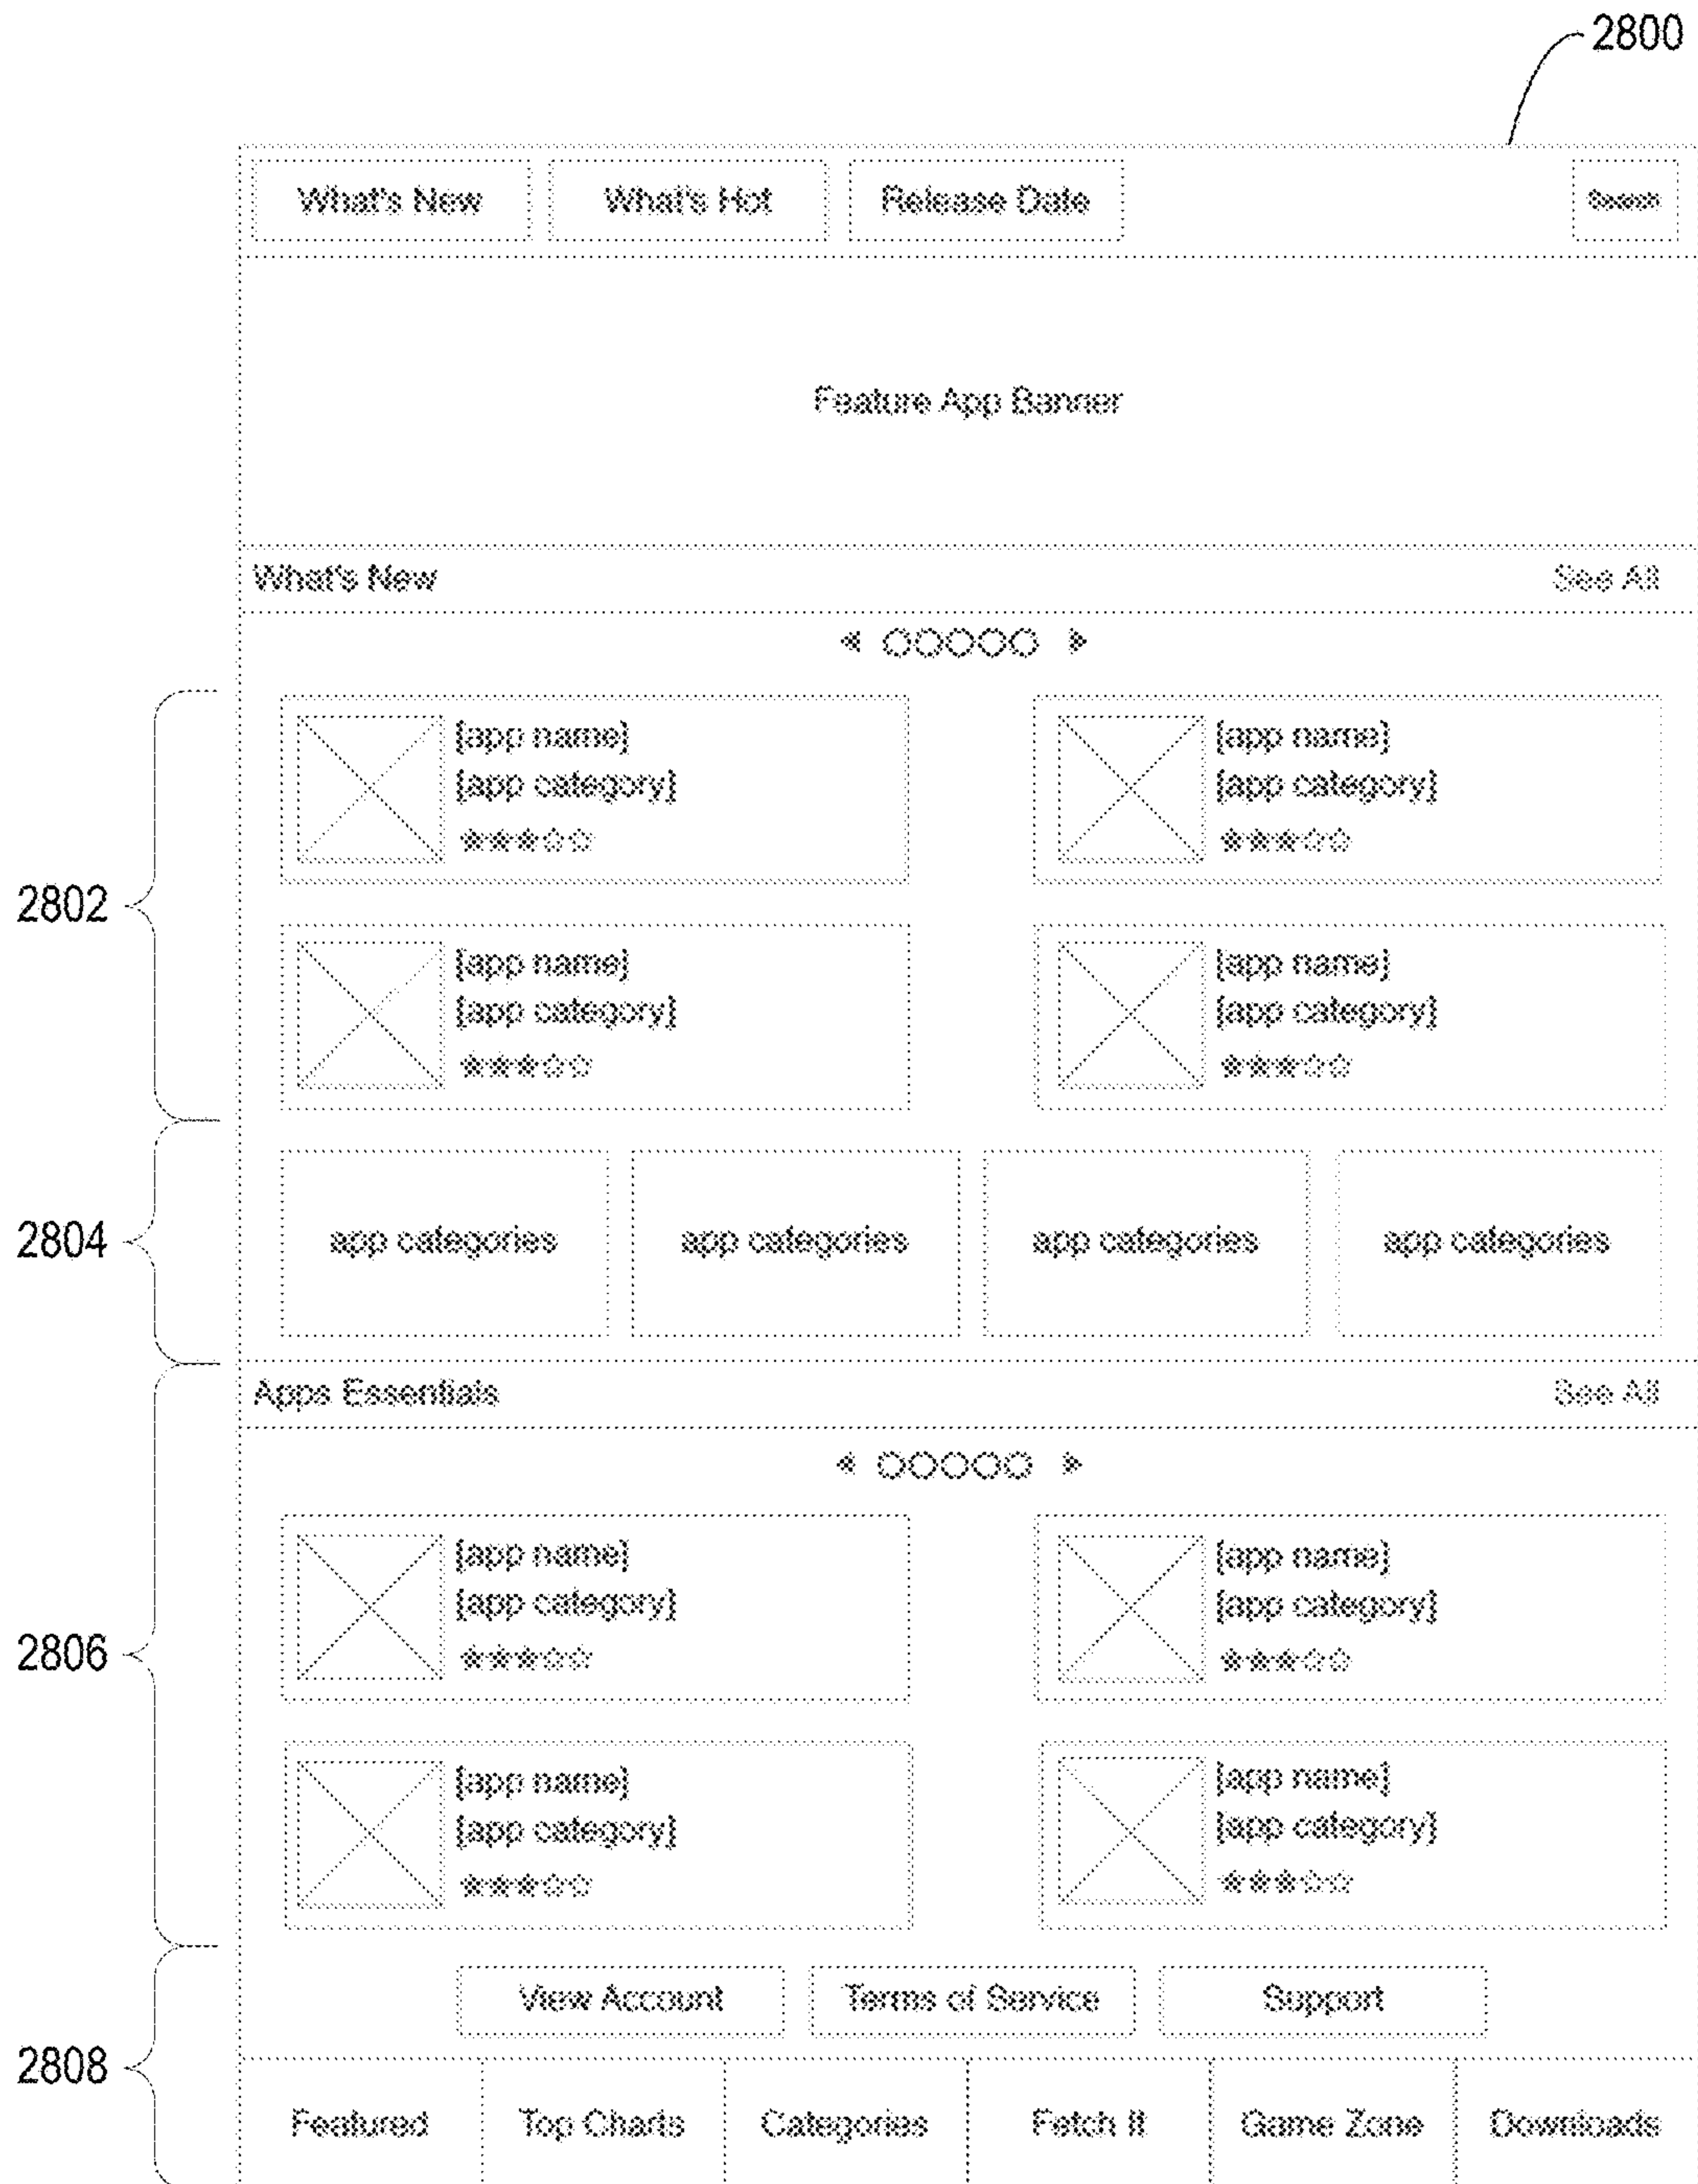 2800
What's New What's Hot Release Date Search
Feature App Banner
What's New See All
[app name] [app name]
[app category] [app category]
★★★☆☆ ★★★☆☆
2802
[app name] [app name]
[app category] [app category]
★★★☆☆ ★★★☆☆
2804 app categories app categories app categories app categories
Apps Essentials See All
[app name] [app name]
[app category] [app category]
★★★☆☆ ★★★☆☆
2806
[app name] [app name]
[app category] [app category]
★★★☆☆ ★★★☆☆
View Account Terms of Service Support
2808
Featured Top Charts Categories Fetch It Game Zone Downloads